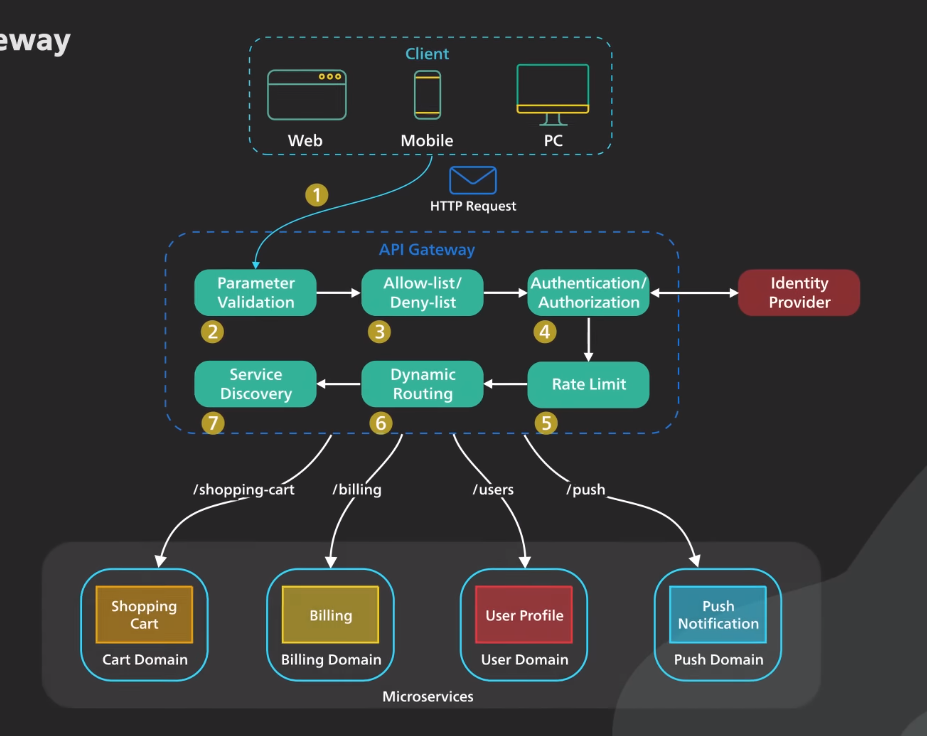 eway
Client
Web
Mobile
PC
1
HTTP Request
API Gateway
Parameter
Validation
Allow-list/
Deny-list
Authentication/
Authorization
Identity
Provider
2
3
4
Service
Discovery
Dynamic
Routing
Rate Limit
7
6
5
/shopping-cart
/billing
/users
/push
Shopping
Cart
Billing
User Profile
Push
Notification
Cart Domain
Billing Domain
User Domain
Push Domain
Microservices